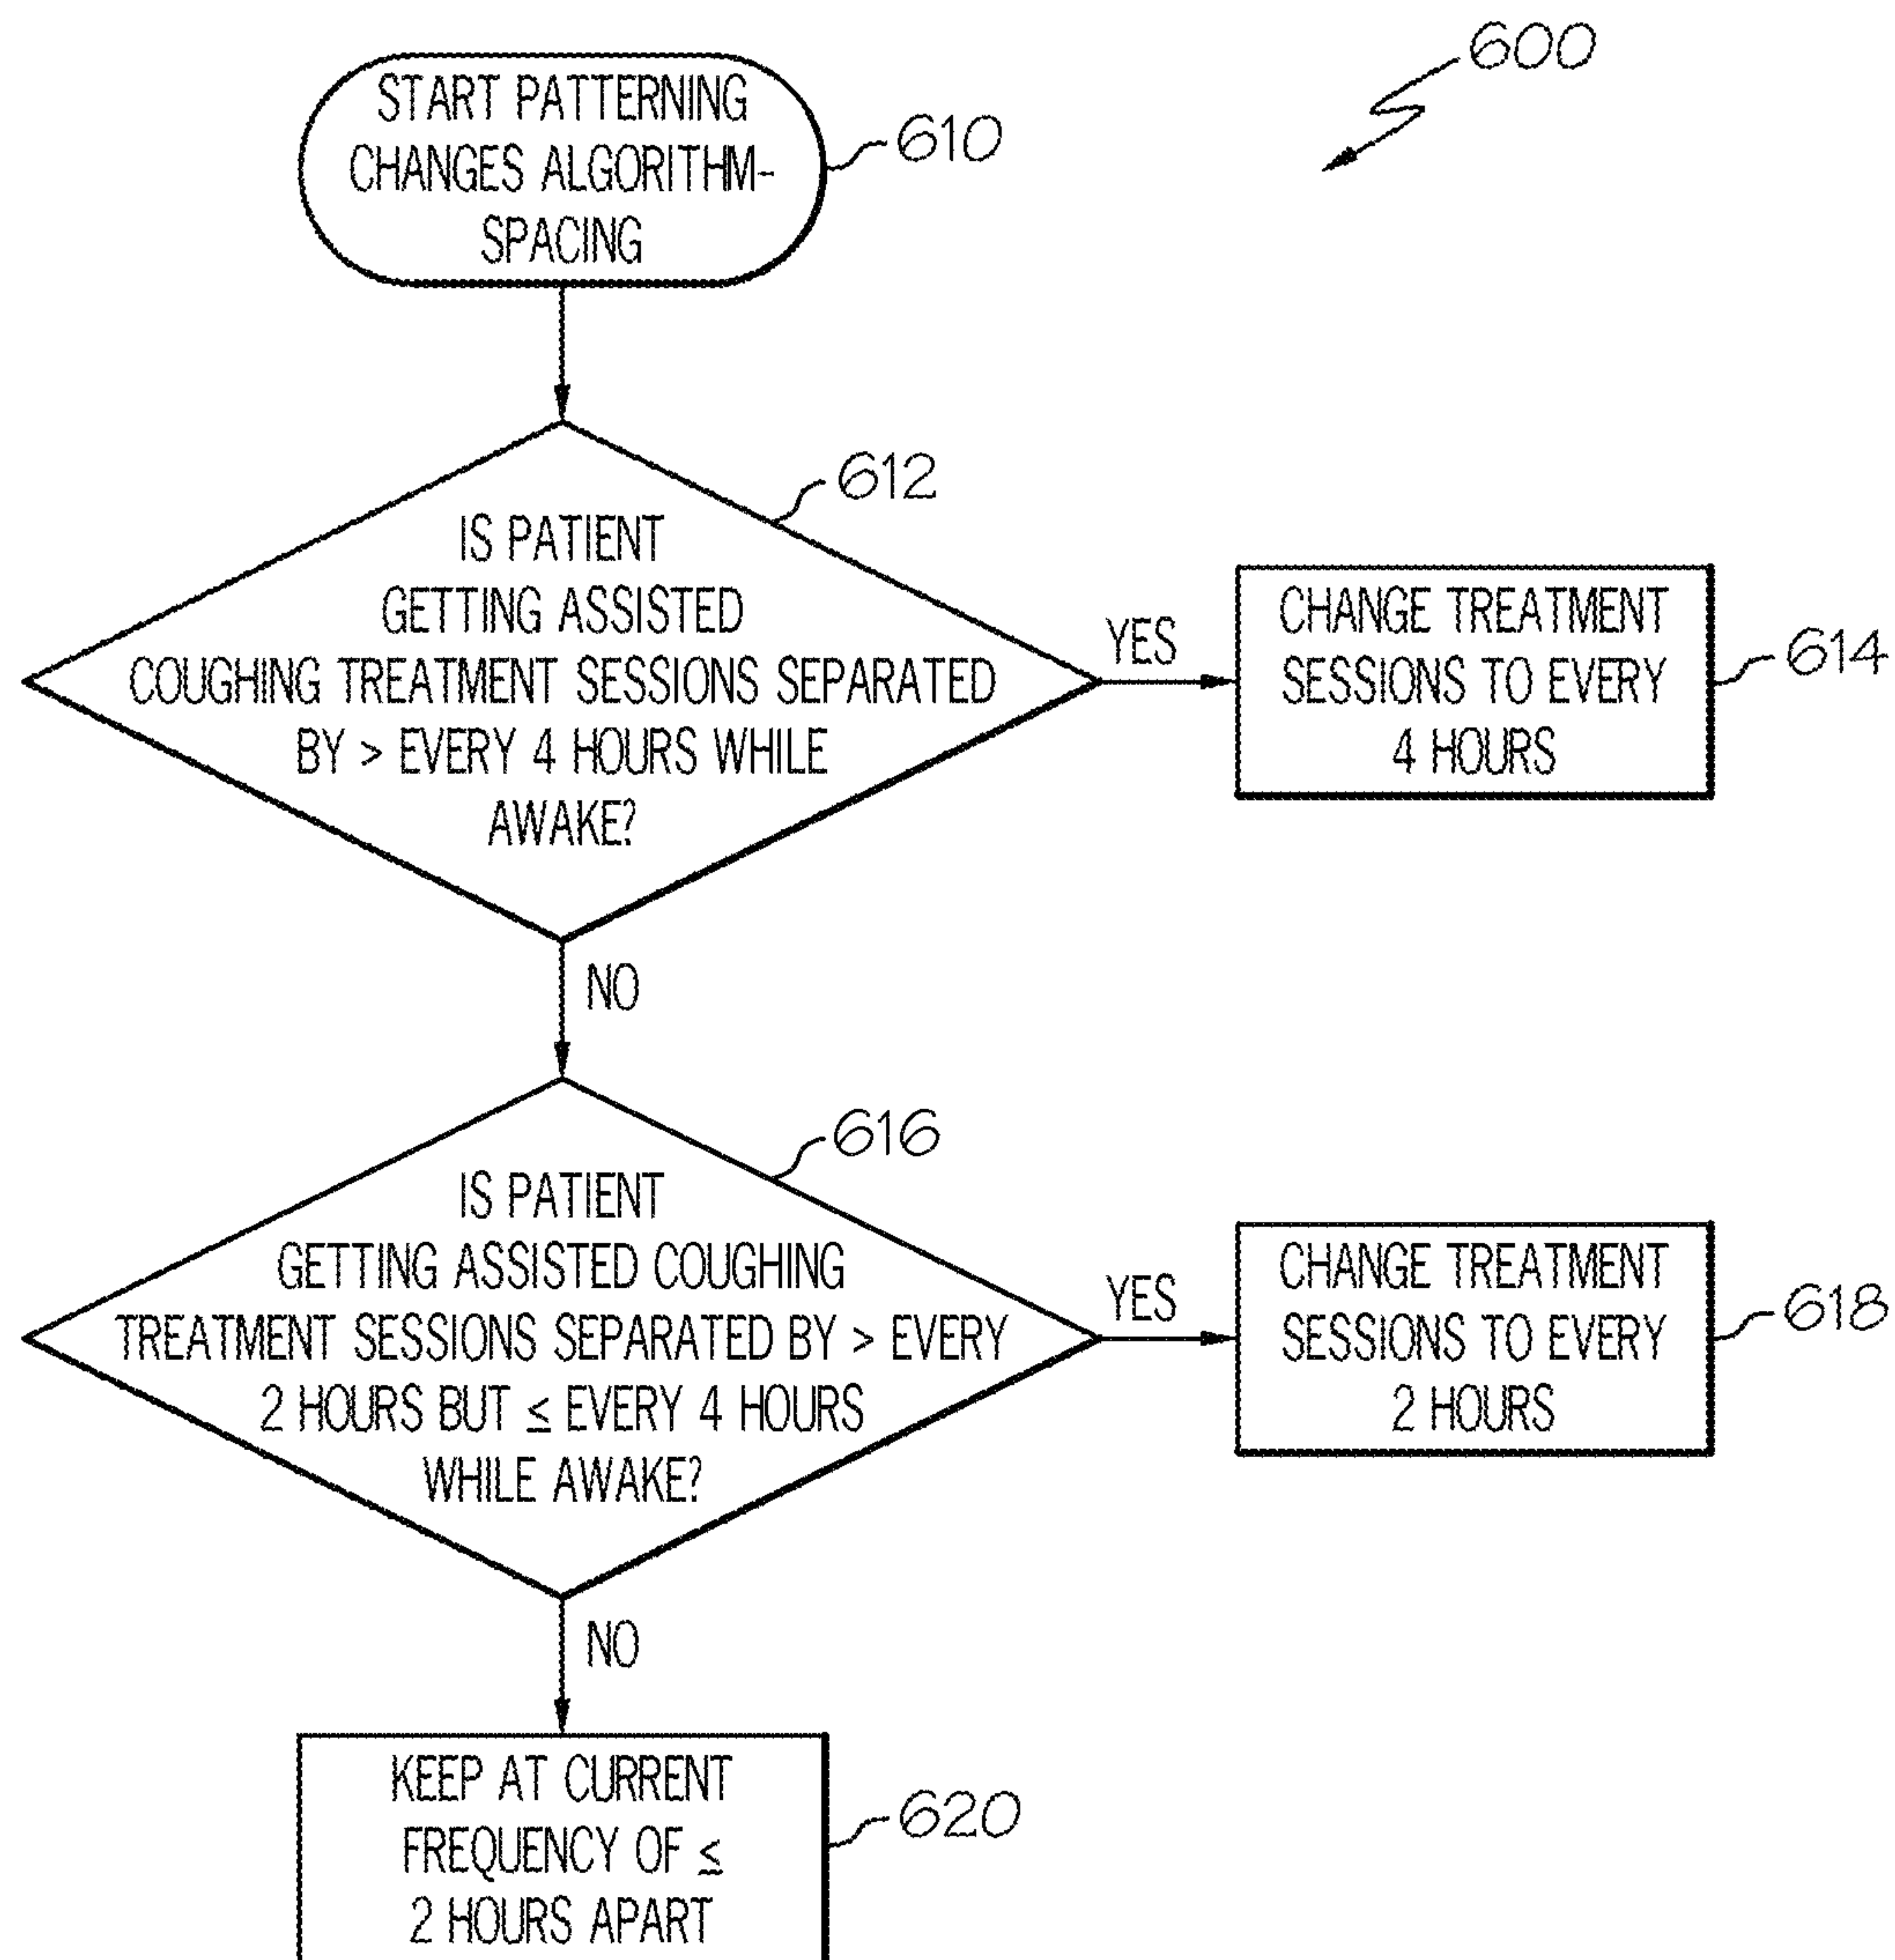 600
START PATTERNING
CHANGES ALGORITHM-
SPACING
610
612
IS PATIENT
GETTING ASSISTED
COUGHING TREATMENT SESSIONS SEPARATED
BY > EVERY 4 HOURS WHILE
AWAKE?
YES
CHANGE TREATMENT
SESSIONS TO EVERY
4 HOURS
614
NO
616
IS PATIENT
GETTING ASSISTED COUGHING
TREATMENT SESSIONS SEPARATED BY > EVERY
2 HOURS BUT ≤ EVERY 4 HOURS
WHILE AWAKE?
YES
CHANGE TREATMENT
SESSIONS TO EVERY
2 HOURS
618
NO
KEEP AT CURRENT
FREQUENCY OF ≤
2 HOURS APART
620